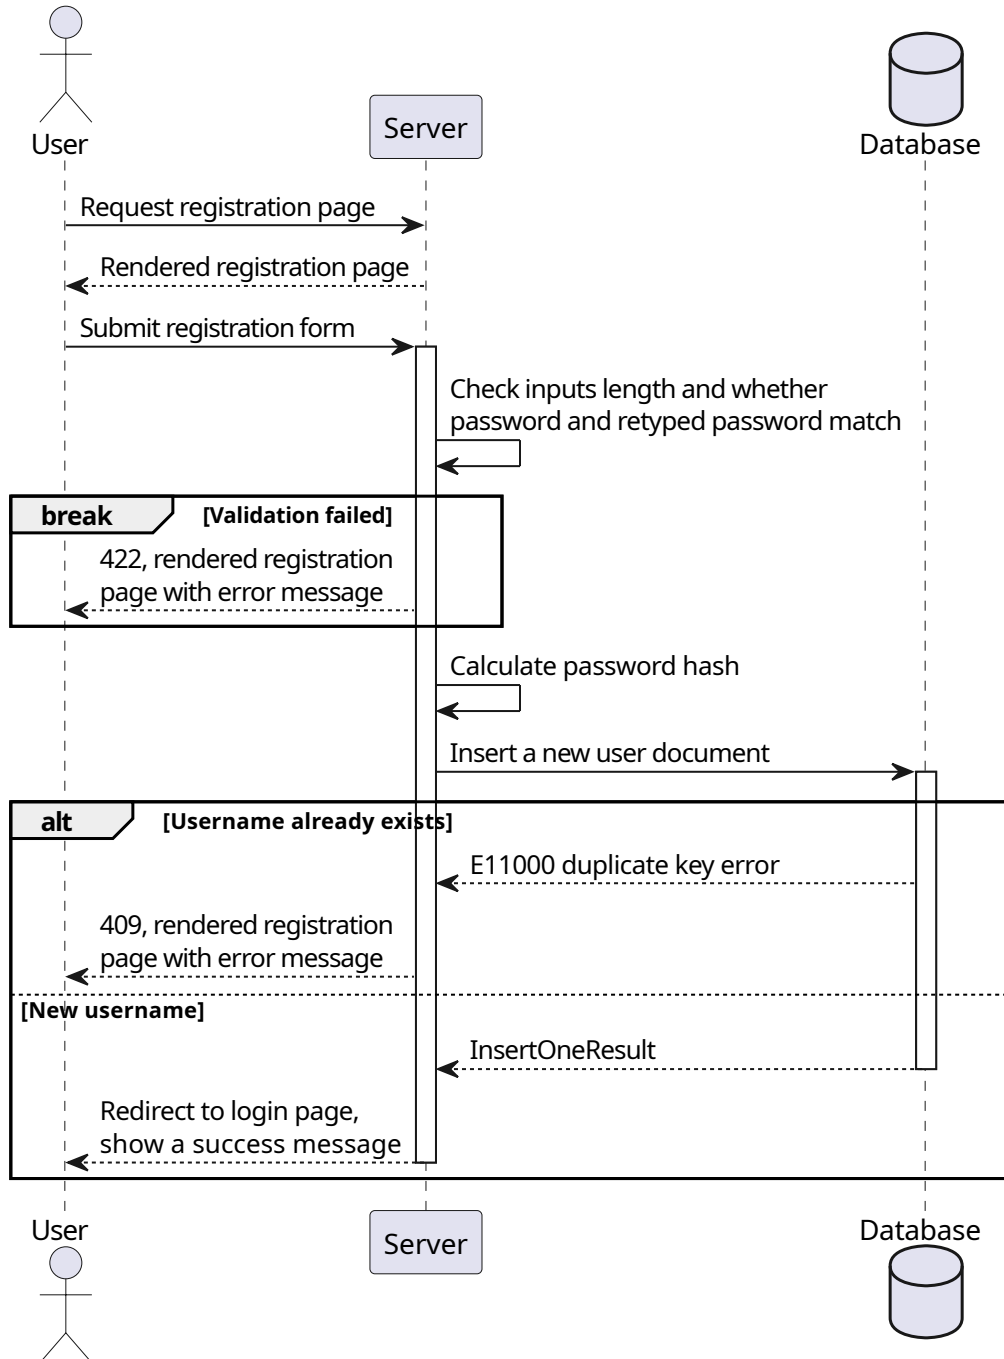 User
Server
Database
Request registration page
Rendered registration page
Submit registration form
Check inputs length and whether
password and retyped password match
break
[Validation failed]
422, rendered registration
page with error message
Calculate password hash
Insert a new user document
alt
[Username already exists]
E11000 duplicate key error
409, rendered registration
page with error message
[New username]
InsertOneResult
Redirect to login page,
show a success message
User
Server
Database